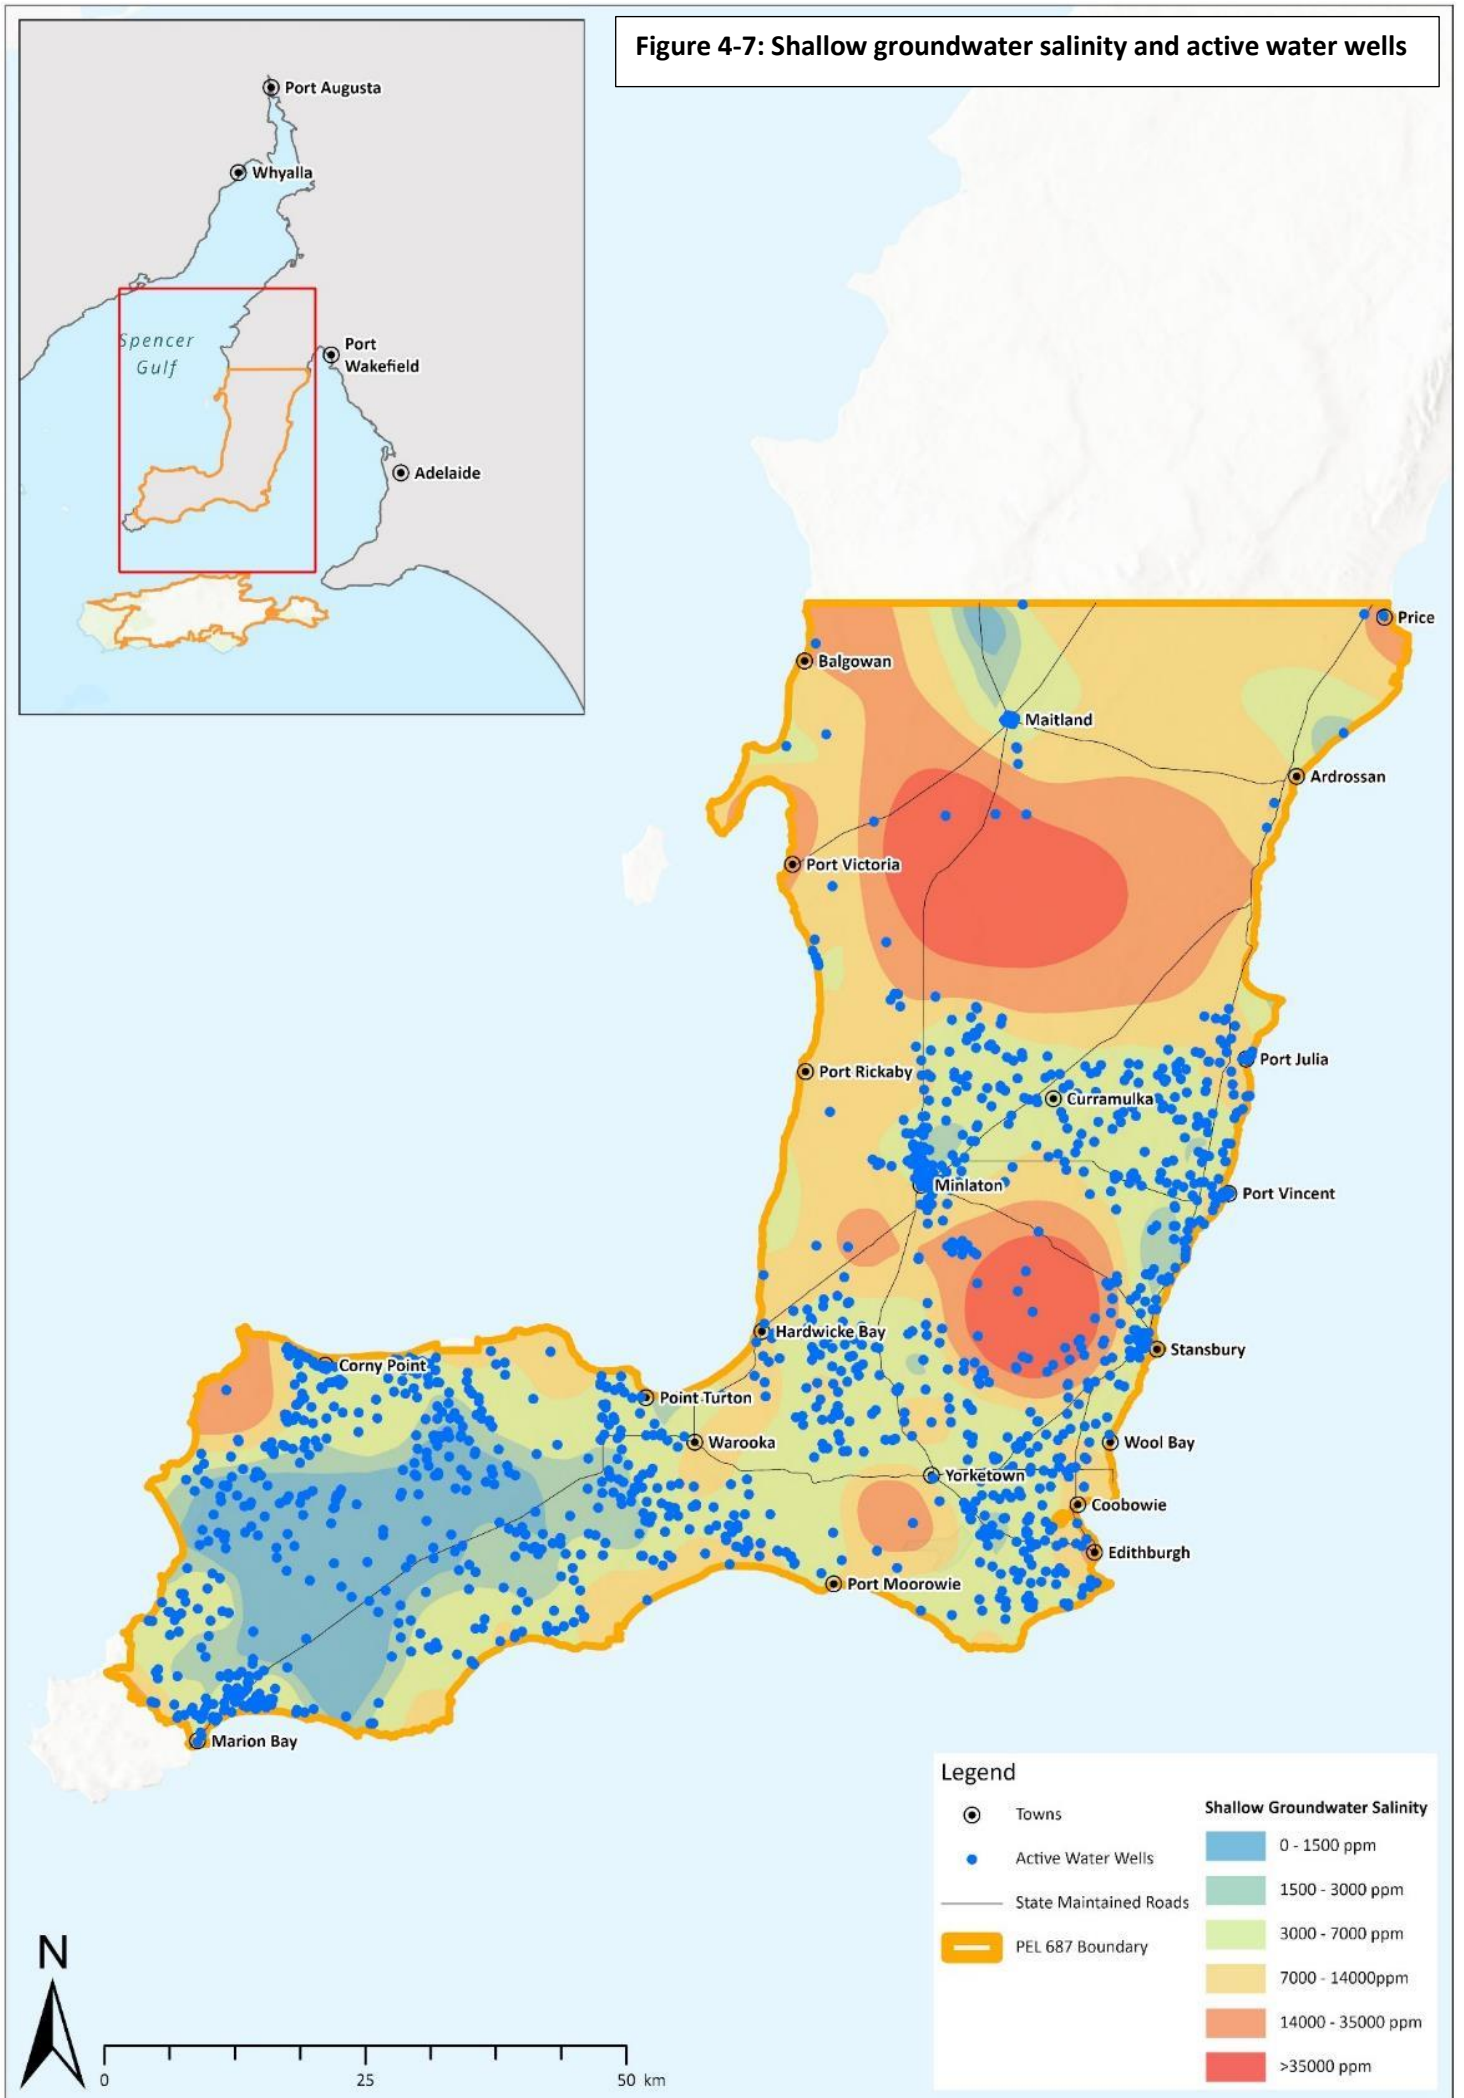 Figure 4-7: Shallow groundwater salinity and active water wells
Port Augusta
Whyalla
Spencer
Gulf
Port
Wakefield
Adelaide
Price
Balgowan
Maitland
Ardrossan
Port Victoria
Port Rickaby
Port Julia
Curramulka
Minlaton
Port Vincent
Hardwicke Bay
Stansbury
Corny Point
Point Turton
Warooka
Wool Bay
Yorketown
Coobowie
Edithburgh
Port Moorowie
Marion Bay
Legend
Towns
Active Water Wells
State Maintained Roads
PEL 687 Boundary
Shallow Groundwater Salinity
0 - 1500 ppm
1500 - 3000 ppm
3000 - 7000 ppm
7000 - 14000ppm
14000 - 35000 ppm
>35000 ppm
N
0 25 50 km